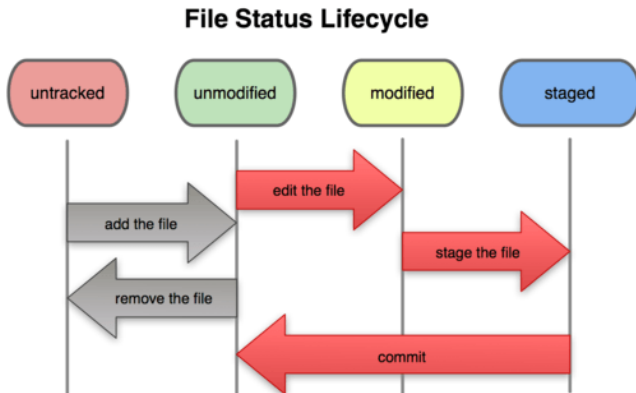 File Status Lifecycle
untracked
unmodified
modified
staged
edit the file
add the file
stage the file
remove the file
commit